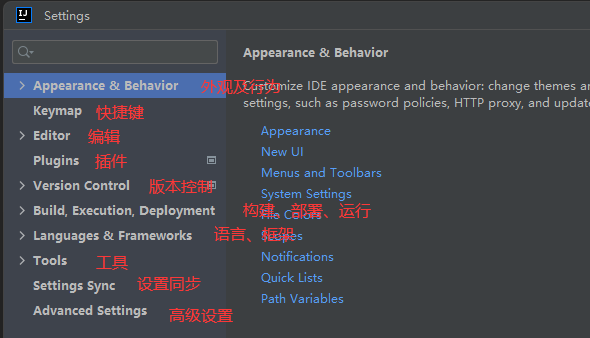 IJ
Settings
Appearance & Behavior 外观及行为
Keymap 快捷键
Editor 编辑
Plugins 插件
Version Control 版本控制
Build, Execution, Deployment 构建、部署、运行
Languages & Frameworks 语言、框架
Tools 工具
Settings Sync 设置同步
Advanced Settings 高级设置
Appearance & Behavior
Customize IDE appearance and behavior: change themes an
settings, such as password policies, HTTP proxy, and update
Appearance
New UI
Menus and Toolbars
System Settings
File Colors
Scopes
Notifications
Quick Lists
Path Variables